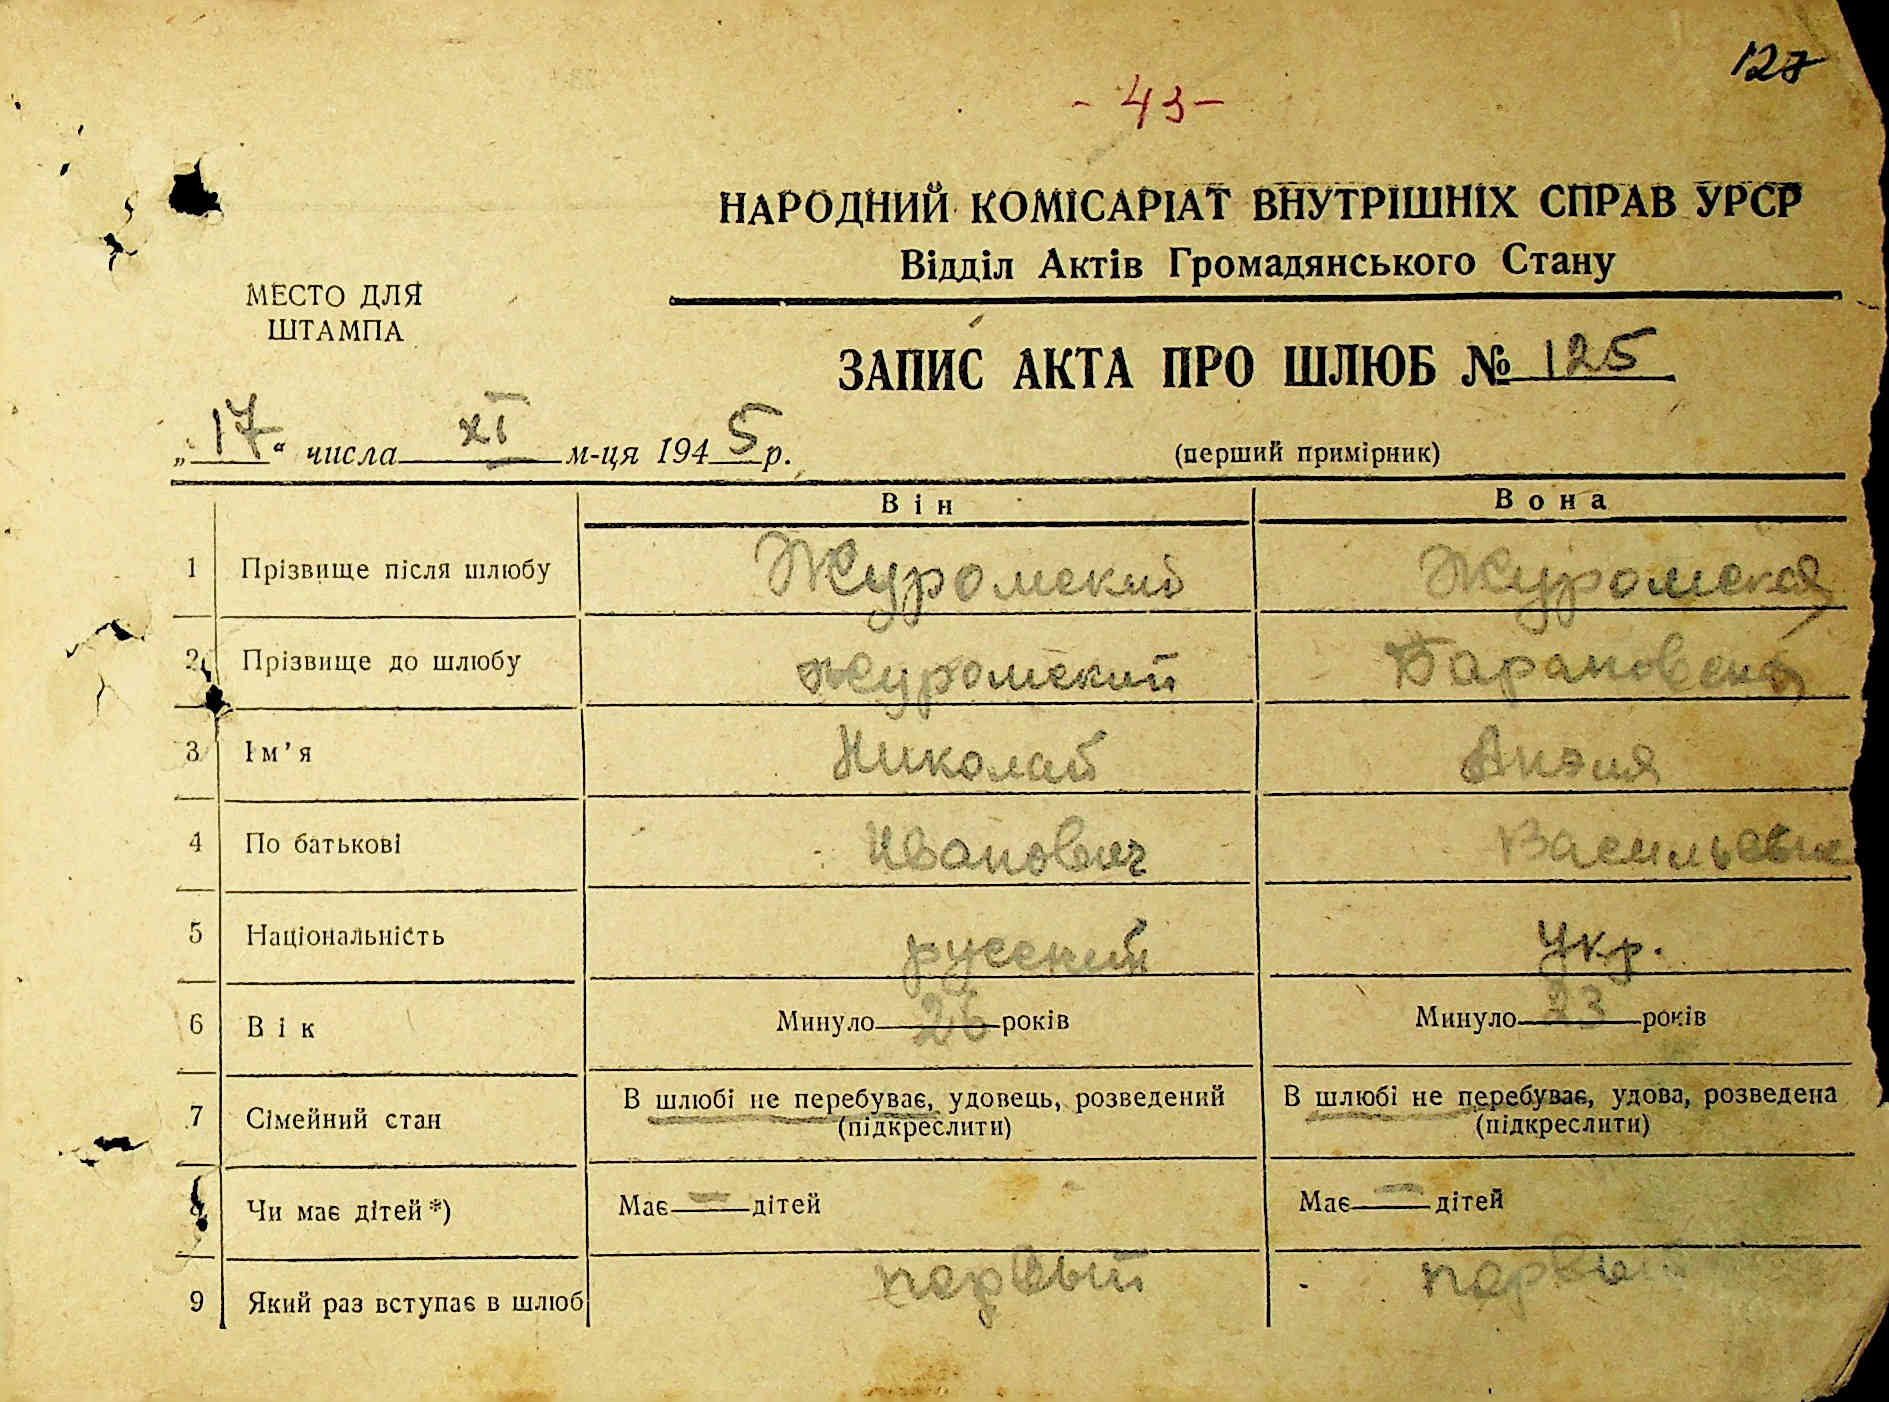 127
- 43 -
НАРОДНИЙ КОМІСАРІАТ ВНУТРІШНІХ СПРАВ УРСР
Відділ Актів Громадянського Стану
МЕСТО ДЛЯ
ШТАМПА
ЗАПИС АКТА ПРО ШЛЮБ № 125
„17“ числа XI м-ця 1945 р.
(перший примірник)
Він Вона
1 Прізвище після шлюбу Журомский Журомская
2 Прізвище до шлюбу Журомский Барановская
3 Ім’я Николай Анэля
4 По батькові Иванович Васильевна
5 Національність русский укр.
6 Вік Минуло 26 років Минуло 23 років
7 Сімейний стан В шлюбі не перебуває, удовець, розведений В шлюбі не перебуває, удова, розведена
(підкреслити) (підкреслити)
8 Чи має дітей*) Має — дітей Має — дітей
9 Який раз вступає в шлюб первый первый